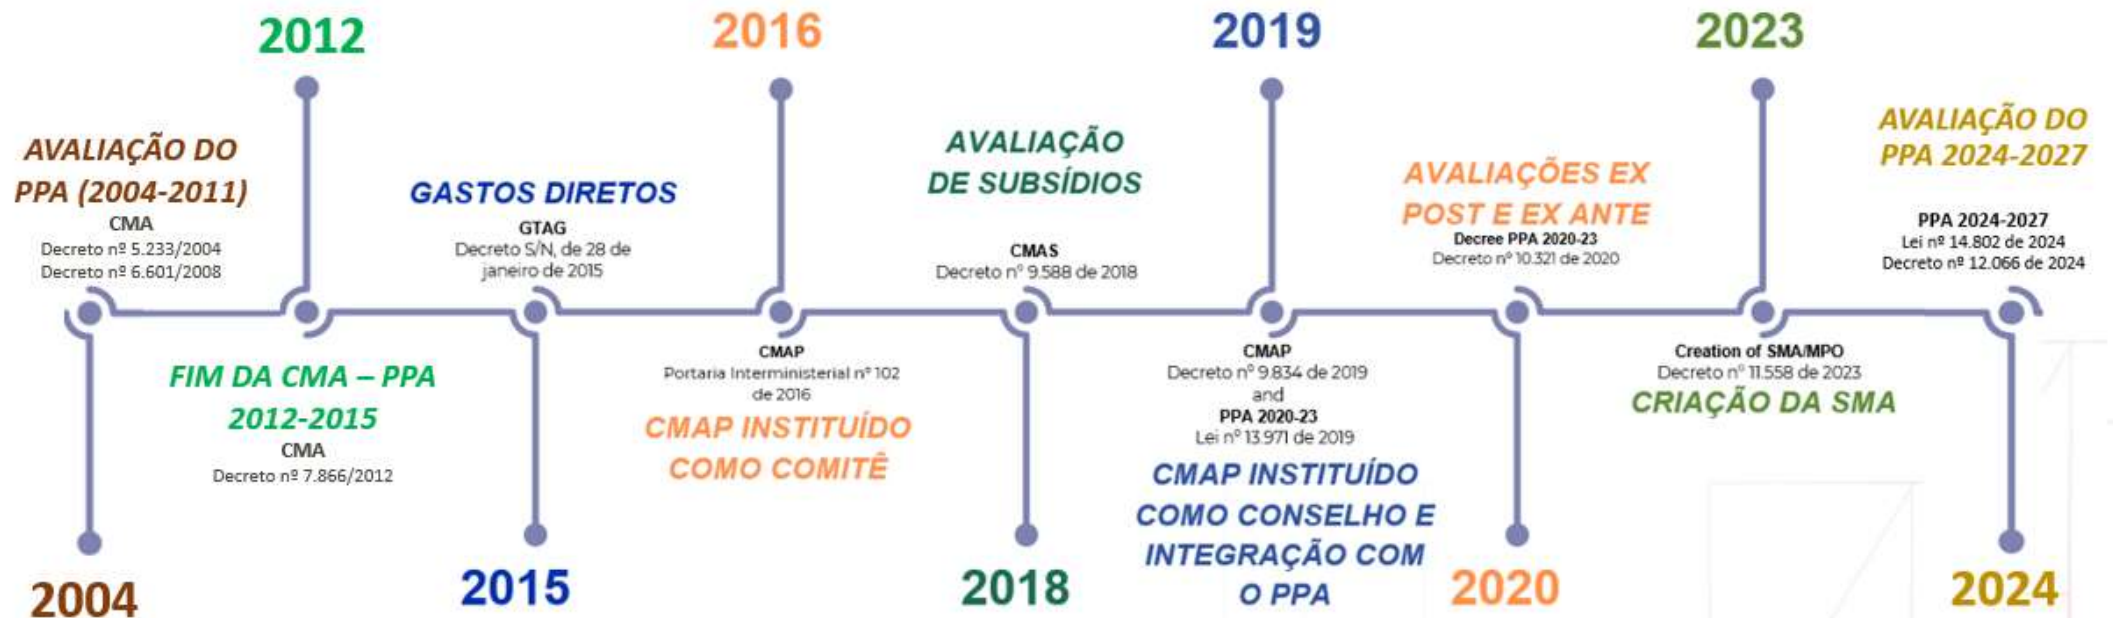 2004
AVALIAÇÃO DO
PPA (2004-2011)
CMA
Decreto nº 5.233/2004
Decreto nº 6.601/2008
2012
FIM DA CMA – PPA
2012-2015
CMA
Decreto nº 7.866/2012
GASTOS DIRETOS
GTAG
Decreto S/N, de 28 de
janeiro de 2015
2015
2016
CMAP
Portaria Interministerial nº 102
de 2016
CMAP INSTITUÍDO
COMO COMITÊ
AVALIAÇÃO
DE SUBSÍDIOS
CMAS
Decreto nº 9.588 de 2018
2018
2019
CMAP
Decreto nº 9.834 de 2019
and
PPA 2020-23
Lei nº 13.971 de 2019
CMAP INSTITUÍDO
COMO CONSELHO E
INTEGRAÇÃO COM
O PPA
AVALIAÇÕES EX
POST E EX ANTE
Decree PPA 2020-23
Decreto nº 10.321 de 2020
2020
2023
Creation of SMA/MPO
Decreto nº 11.558 de 2023
CRIAÇÃO DA SMA
AVALIAÇÃO DO
PPA 2024-2027
PPA 2024-2027
Lei nº 14.802 de 2024
Decreto nº 12.066 de 2024
2024